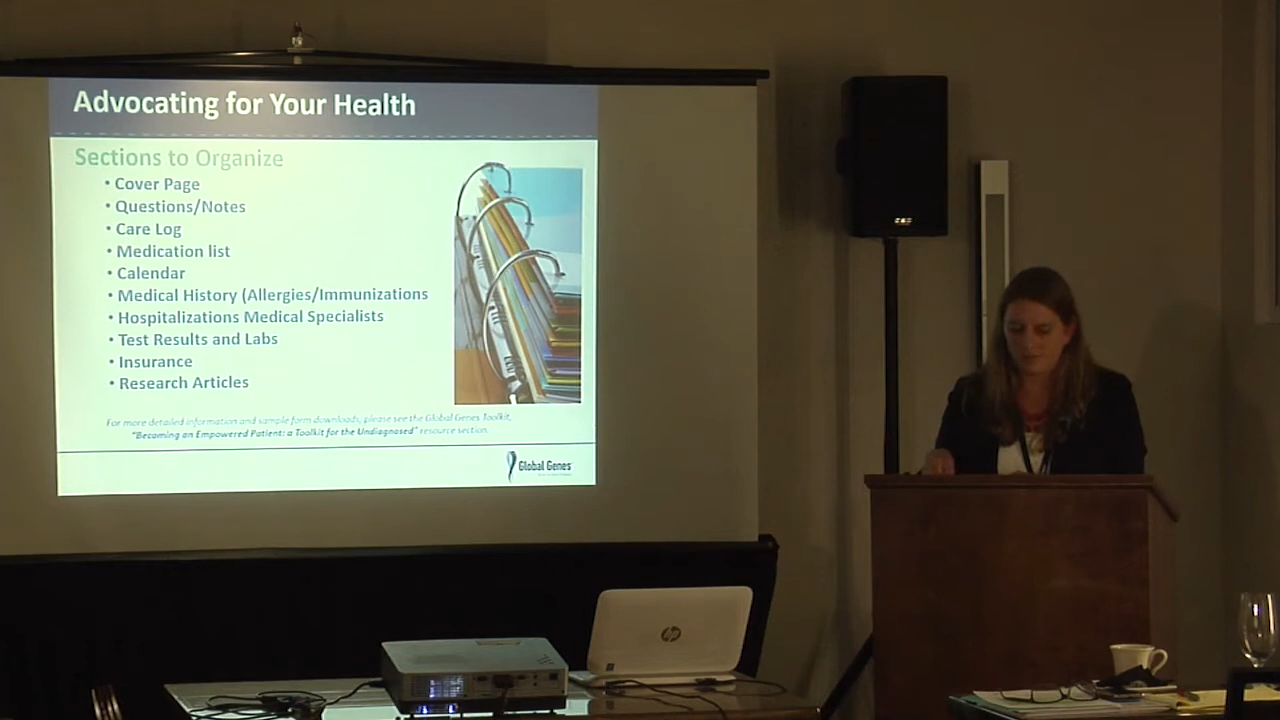 Advocating for Your Health
Sections to Organize
• Cover Page
• Questions/Notes
• Care Log
• Medication list
• Calendar
• Medical History (Allergies/Immunizations
• Hospitalizations Medical Specialists
• Test Results and Labs
• Insurance
• Research Articles
For more detailed information and sample form downloads, please see the Global Genes Toolkit,
"Becoming an Empowered Patient: a Toolkit for the Undiagnosed" resource section.
Global Genes
hp